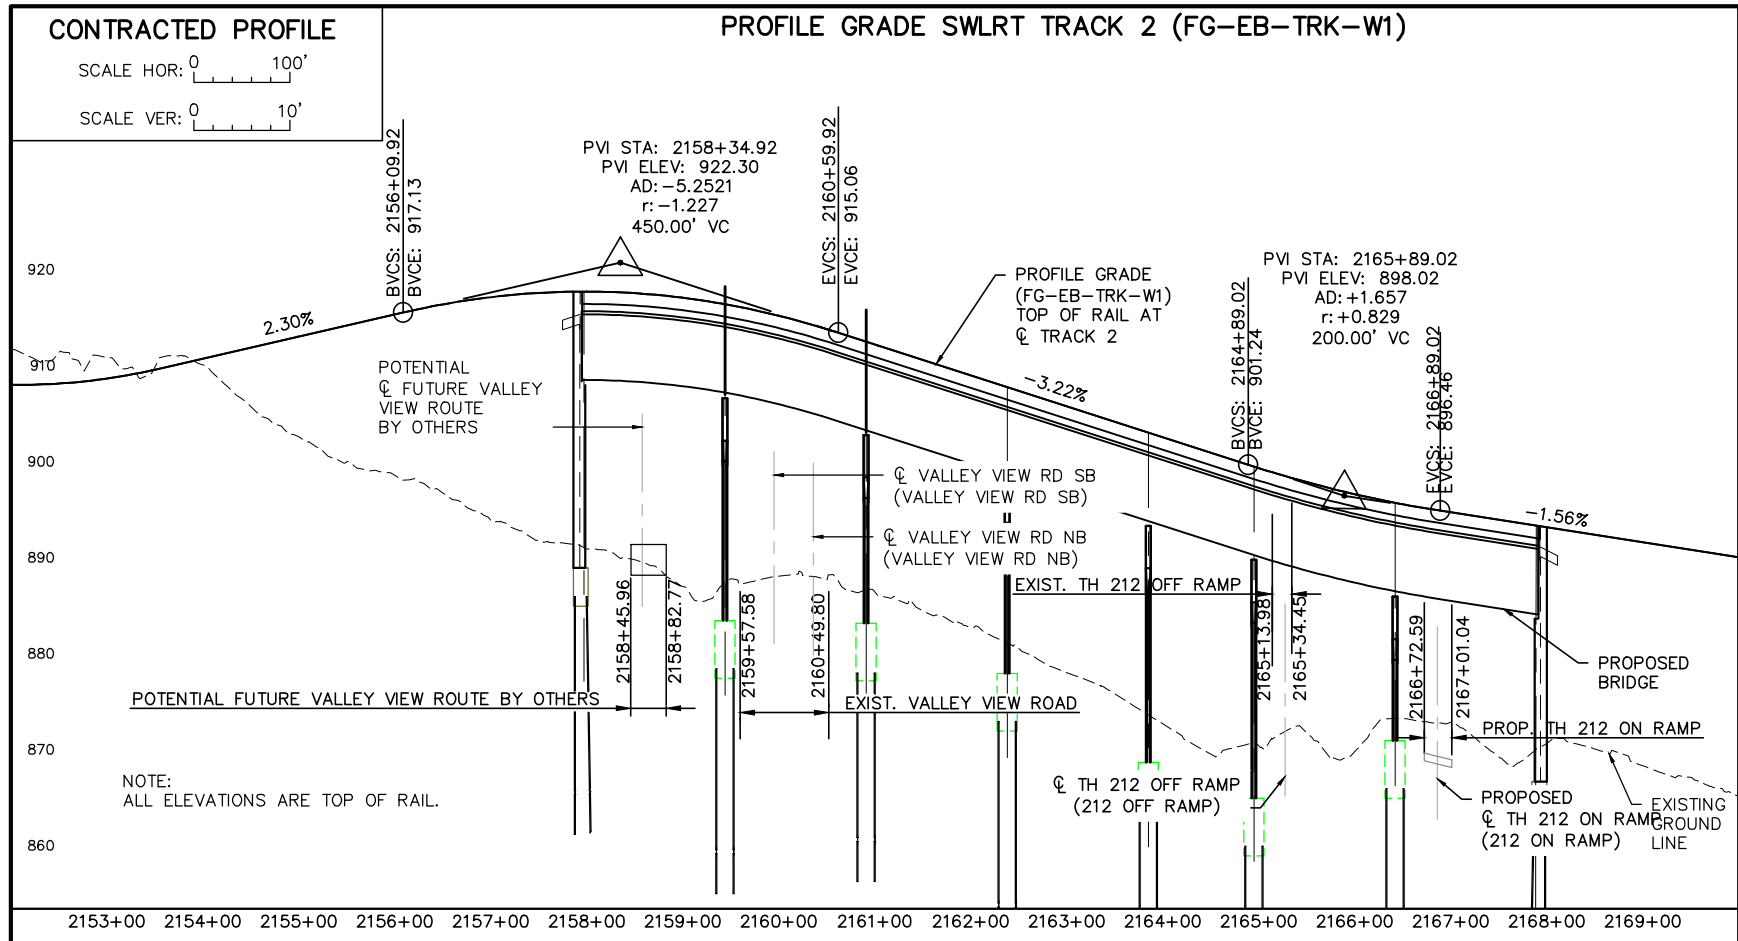 CONTRACTED PROFILE
SCALE HOR: 0 100'
SCALE VER: 0 10'
PROFILE GRADE SWLRT TRACK 2 (FG-EB-TRK-W1)
BVCS: 2156+09.92
BVCE: 917.13
PVI STA: 2158+34.92
PVI ELEV: 922.30
AD: -5.2521
r: -1.227
450.00' VC
EVCS: 2160+59.92
EVCE: 915.06
PROFILE GRADE
(FG-EB-TRK-W1)
TOP OF RAIL AT
℄ TRACK 2
BVCS: 2164+89.02
BVCE: 901.24
PVI STA: 2165+89.02
PVI ELEV: 898.02
AD: +1.657
r: +0.829
200.00' VC
EVCS: 2166+89.02
EVCE: 896.46
2.30%
-3.22%
-1.56%
920
910
900
890
880
870
860
POTENTIAL
℄ FUTURE VALLEY
VIEW ROUTE
BY OTHERS
℄ VALLEY VIEW RD SB
(VALLEY VIEW RD SB)
℄ VALLEY VIEW RD NB
(VALLEY VIEW RD NB)
EXIST. TH 212 OFF RAMP
2158+45.96
2158+82.77
2159+57.58
2160+49.80
2165+13.98
2165+34.45
2166+72.59
2167+01.04
POTENTIAL FUTURE VALLEY VIEW ROUTE BY OTHERS
EXIST. VALLEY VIEW ROAD
PROPOSED
BRIDGE
PROP. TH 212 ON RAMP
NOTE:
ALL ELEVATIONS ARE TOP OF RAIL.
℄ TH 212 OFF RAMP
(212 OFF RAMP)
PROPOSED
℄ TH 212 ON RAMP
(212 ON RAMP)
EXISTING
GROUND
LINE
2153+00 2154+00 2155+00 2156+00 2157+00 2158+00 2159+00 2160+00 2161+00 2162+00 2163+00 2164+00 2165+00 2166+00 2167+00 2168+00 2169+00